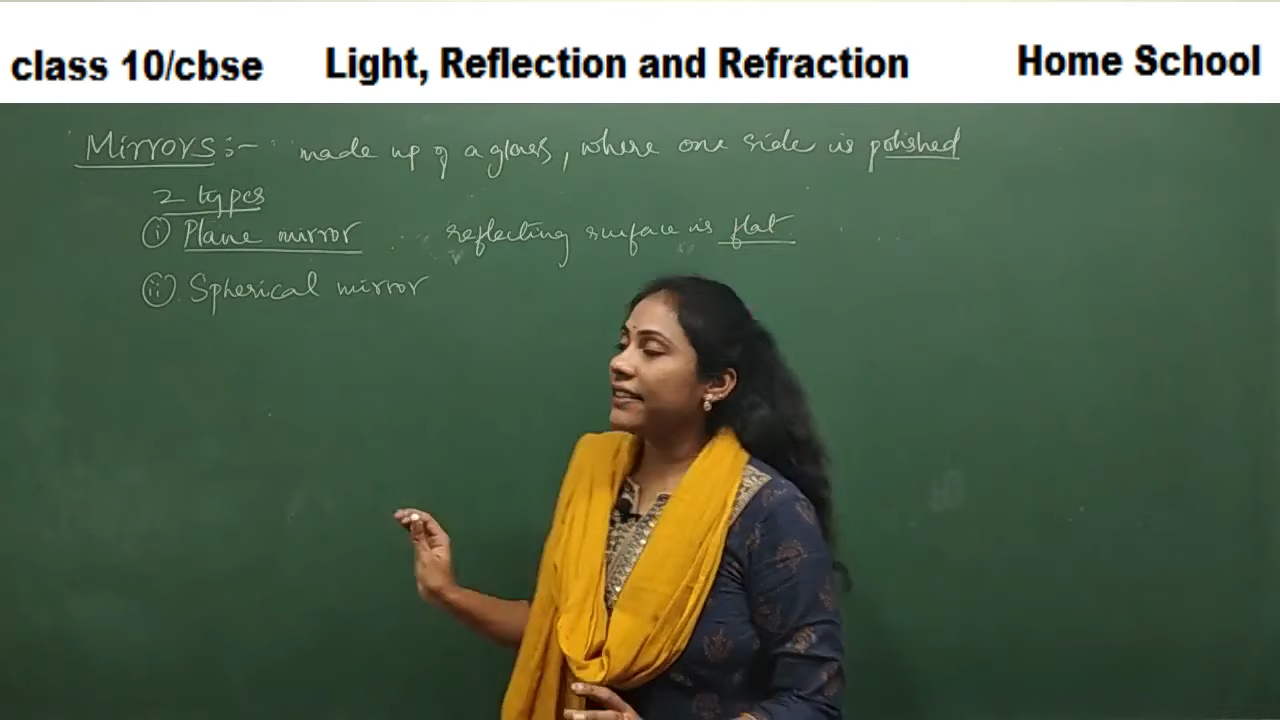 class 10/cbse Light, Reflection and Refraction Home School
Mirrors :- made up of a glass, where one side is polished
2 types
(i) Plane mirror reflecting surface is flat
(ii) Spherical mirror